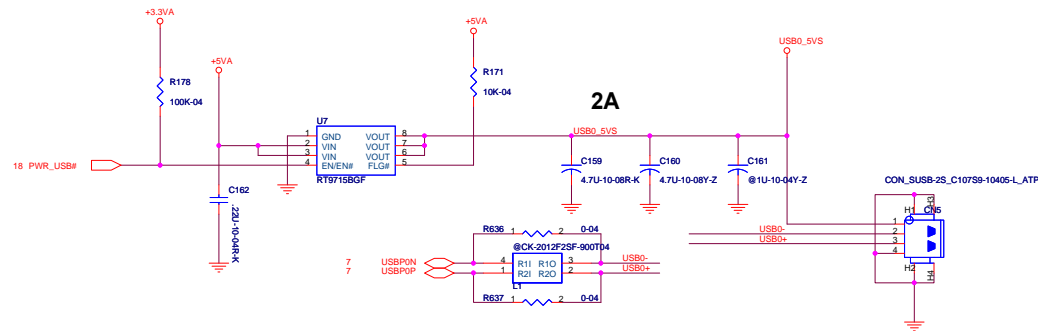 +3.3VA
+5VA
USB0_5VS
+5VA
R178
100K-04
R171
10K-04
2A
U7
1 GND VOUT 8
2 VIN VOUT 7
3 VIN VOUT 6
4 EN/EN# FLG# 5
RT9715BGF
USB0_5VS
18 PWR_USB#
C159
4.7U-10-08R-K
C160
4.7U-10-08Y-Z
C161
@1U-10-04Y-Z
C162
.22U-10-04R-K
CON_SUSB-2S_C107S9-10405-L_ATP
H1 H3
CN5
1
USB0- 2
USB0+ 3
4
H2 H4
R636 1 2 0-04
@CK-2012F2SF-900T04
7 USBP0N 4 R1I R1O 3 USB0-
7 USBP0P 1 R2I R2O 2 USB0+
L1
R637 1 2 0-04